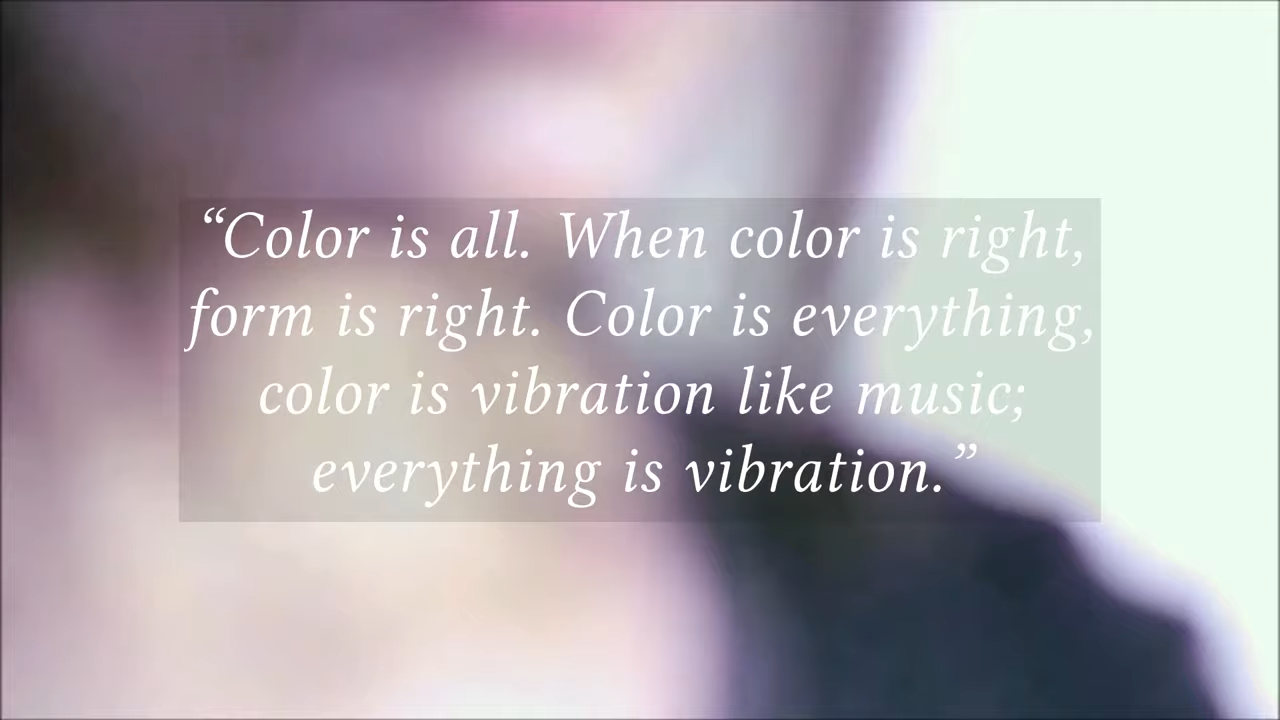 “Color is all. When color is right,
form is right. Color is everything,
color is vibration like music;
everything is vibration.”